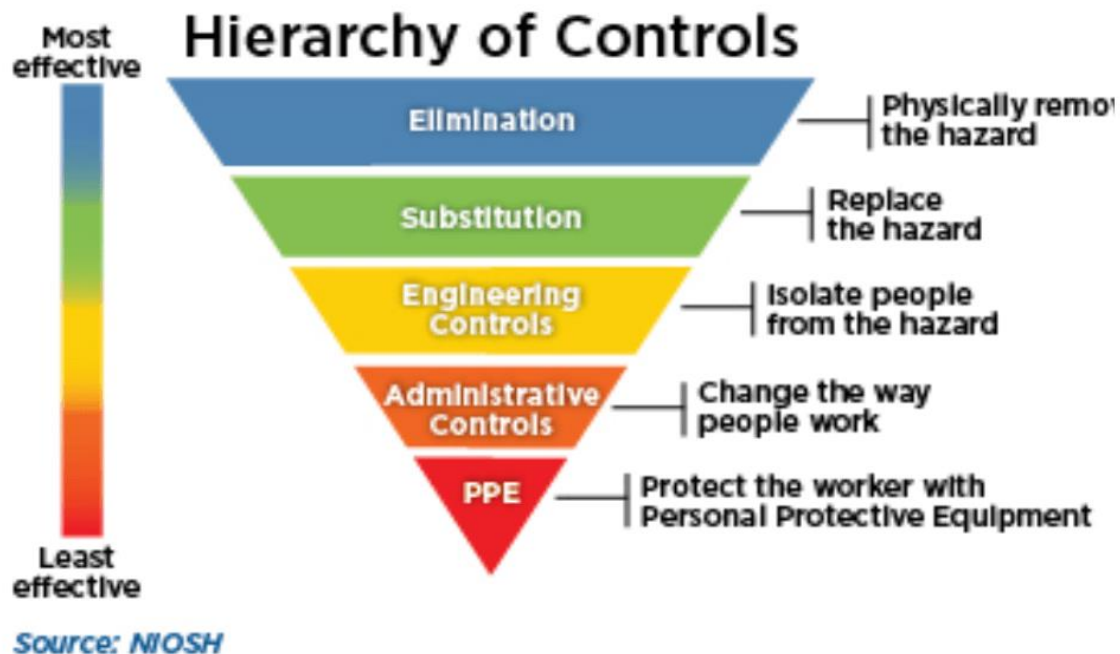 Hierarchy of Controls
Most
effective
Elimination
Physically remov
the hazard
Substitution
Replace
the hazard
Engineering
Controls
Isolate people
from the hazard
Administrative
Controls
Change the way
people work
PPE
Protect the worker with
Personal Protective Equipment
Least
effective
Source: NIOSH